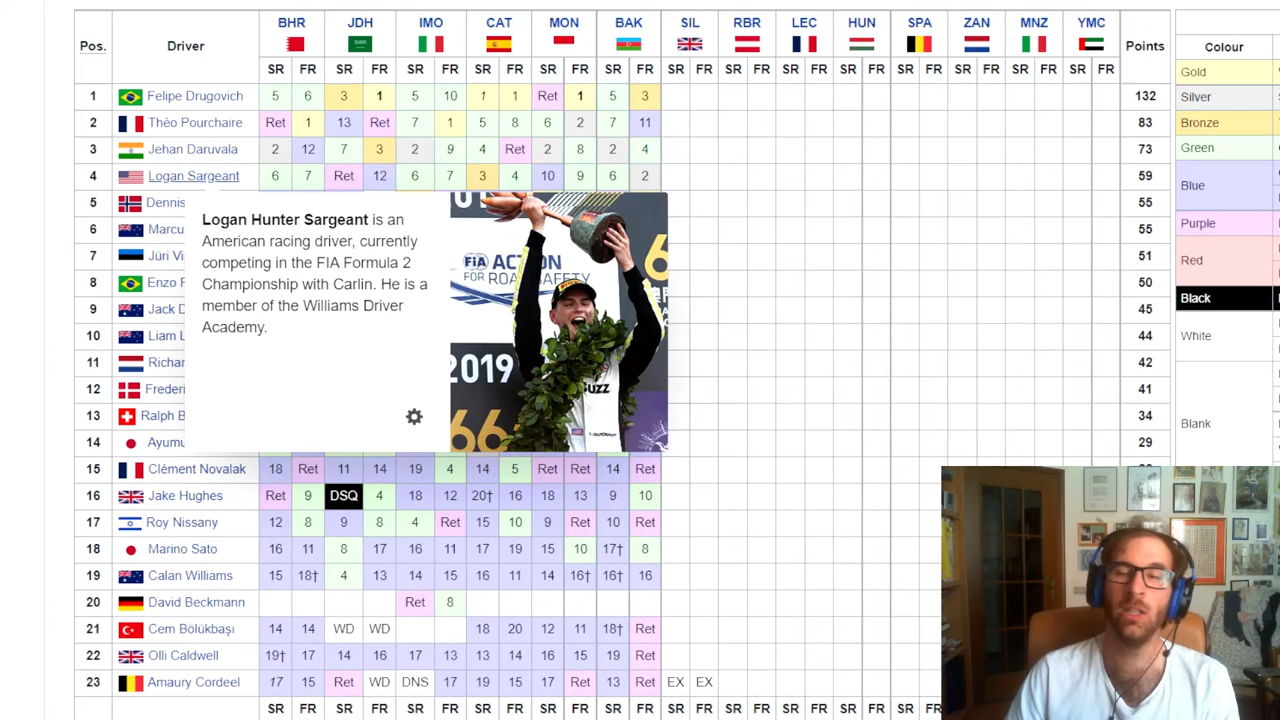 BHR JDH IMO CAT MON BAK SIL RBR LEC HUN SPA ZAN MNZ YMC
Pos. Driver Points Colour
SR FR SR FR SR FR SR FR SR FR SR FR SR FR SR FR SR FR SR FR SR FR SR FR SR FR SR FR
Gold
1 Felipe Drugovich 5 6 3 1 5 10 1 1 Ret 1 5 3 132 Silver
2 Théo Pourchaire Ret 1 13 Ret 7 1 5 8 6 2 7 11 83 Bronze
3 Jehan Daruvala 2 12 7 3 2 9 4 Ret 2 8 2 4 73 Green
4 Logan Sargeant 6 7 Ret 12 6 7 3 4 10 9 6 2 59
Blue
5 Dennis 55
6 Marcu 55 Purple
7 Jüri Vi 51 Red
8 Enzo F 50
9 Jack D 45 Black
10 Liam L 44 White
11 Richar 42
12 Frederi 41
13 Ralph B 34 Blank
14 Ayumu 29
Logan Hunter Sargeant is an
American racing driver, currently
competing in the FIA Formula 2
Championship with Carlin. He is a
member of the Williams Driver
Academy.
FIA ACTION
FOR ROAD SAFETY
2019
66
BUZZ
15 Clément Novalak 18 Ret 11 14 19 4 14 5 Ret Ret 14 Ret
16 Jake Hughes Ret 9 DSQ 4 18 12 20† 16 18 13 9 10
17 Roy Nissany 12 8 9 8 4 Ret 15 10 9 Ret 10 Ret
18 Marino Sato 16 11 8 17 16 11 17 19 15 10 17† 8
19 Calan Williams 15 18† 4 13 14 15 16 11 14 16† 16† 16
20 David Beckmann Ret 8
21 Cem Bölükbaşı 14 14 WD WD 18 20 12 11 18† Ret
22 Olli Caldwell 19† 17 14 16 17 13 13 14 16 15 19 Ret
23 Amaury Cordeel 17 15 Ret WD DNS 17 19 15 17 Ret 13 Ret EX EX
SR FR SR FR SR FR SR FR SR FR SR FR SR FR SR FR SR FR SR FR SR